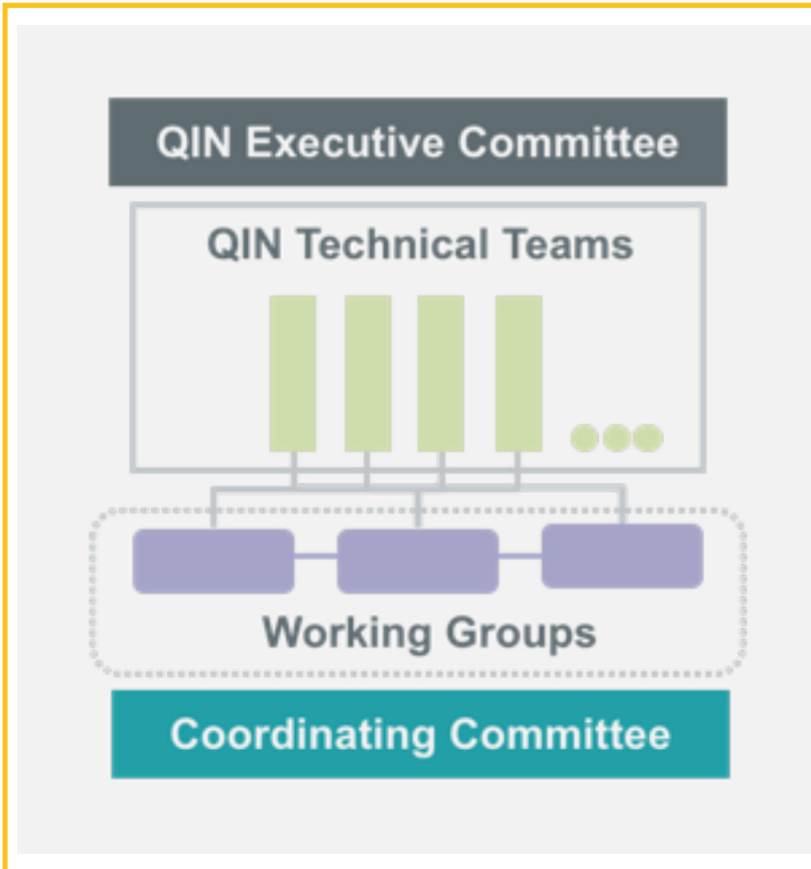 QIN Executive Committee
QIN Technical Teams
Working Groups
Coordinating Committee